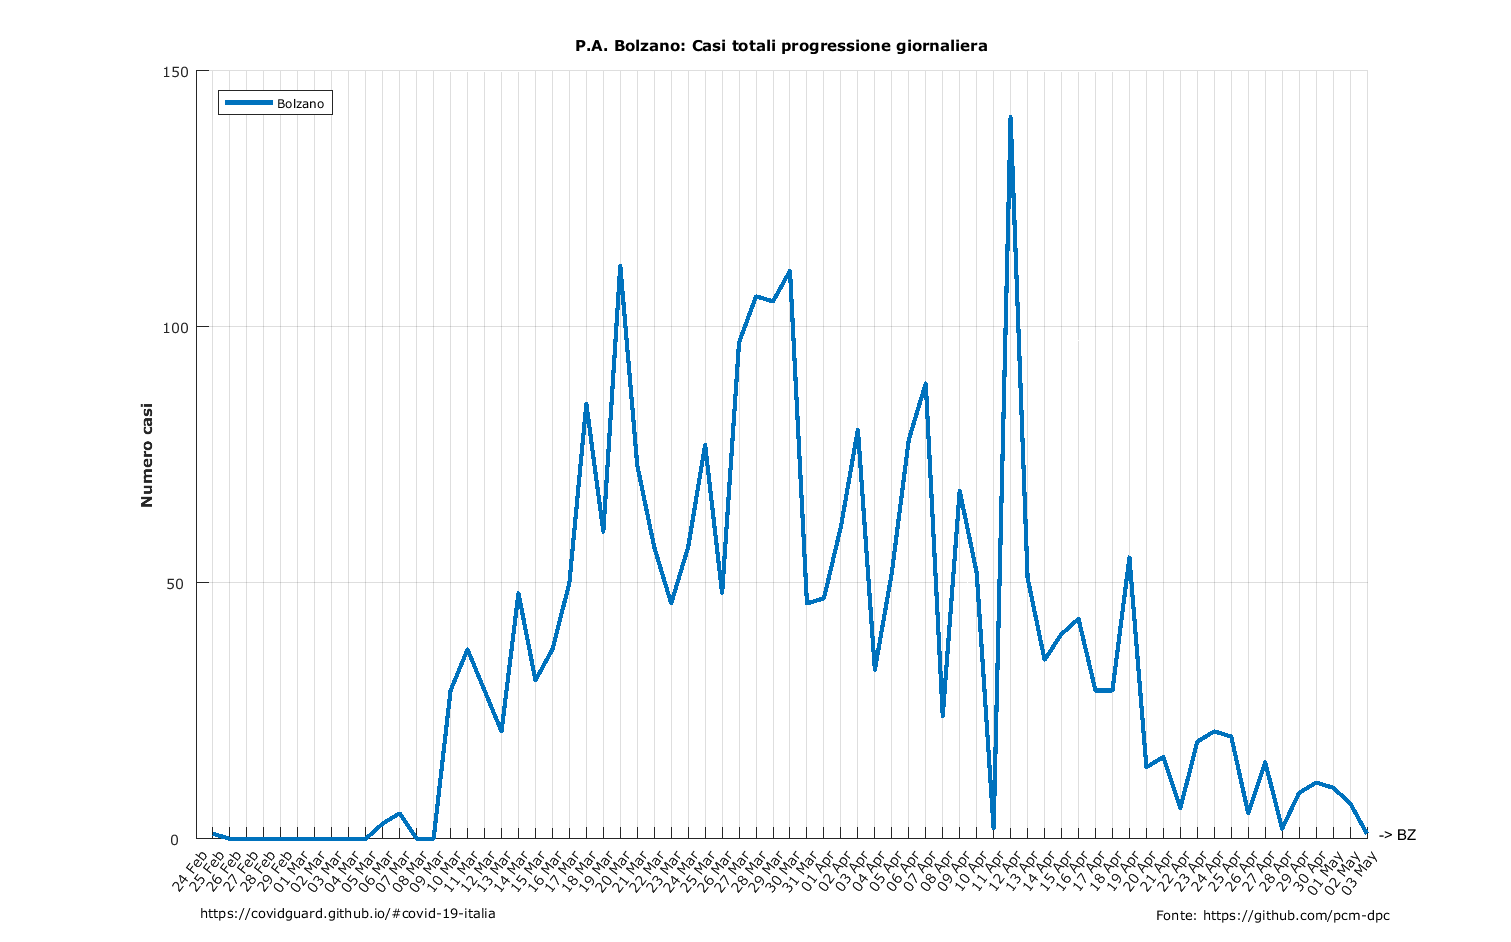 P.A. Bolzano: Casi totali progressione giornaliera
150
Bolzano
100
50
0
Numero casi
-> BZ
24 Feb
25 Feb
26 Feb
27 Feb
28 Feb
29 Feb
01 Mar
02 Mar
03 Mar
04 Mar
05 Mar
06 Mar
07 Mar
08 Mar
09 Mar
10 Mar
11 Mar
12 Mar
13 Mar
14 Mar
15 Mar
16 Mar
17 Mar
18 Mar
19 Mar
20 Mar
21 Mar
22 Mar
23 Mar
24 Mar
25 Mar
26 Mar
27 Mar
28 Mar
29 Mar
30 Mar
31 Mar
01 Apr
02 Apr
03 Apr
04 Apr
05 Apr
06 Apr
07 Apr
08 Apr
09 Apr
10 Apr
11 Apr
12 Apr
13 Apr
14 Apr
15 Apr
16 Apr
17 Apr
18 Apr
19 Apr
20 Apr
21 Apr
22 Apr
23 Apr
24 Apr
25 Apr
26 Apr
27 Apr
28 Apr
29 Apr
30 Apr
01 May
02 May
03 May
https://covidguard.github.io/#covid-19-italia
Fonte: https://github.com/pcm-dpc